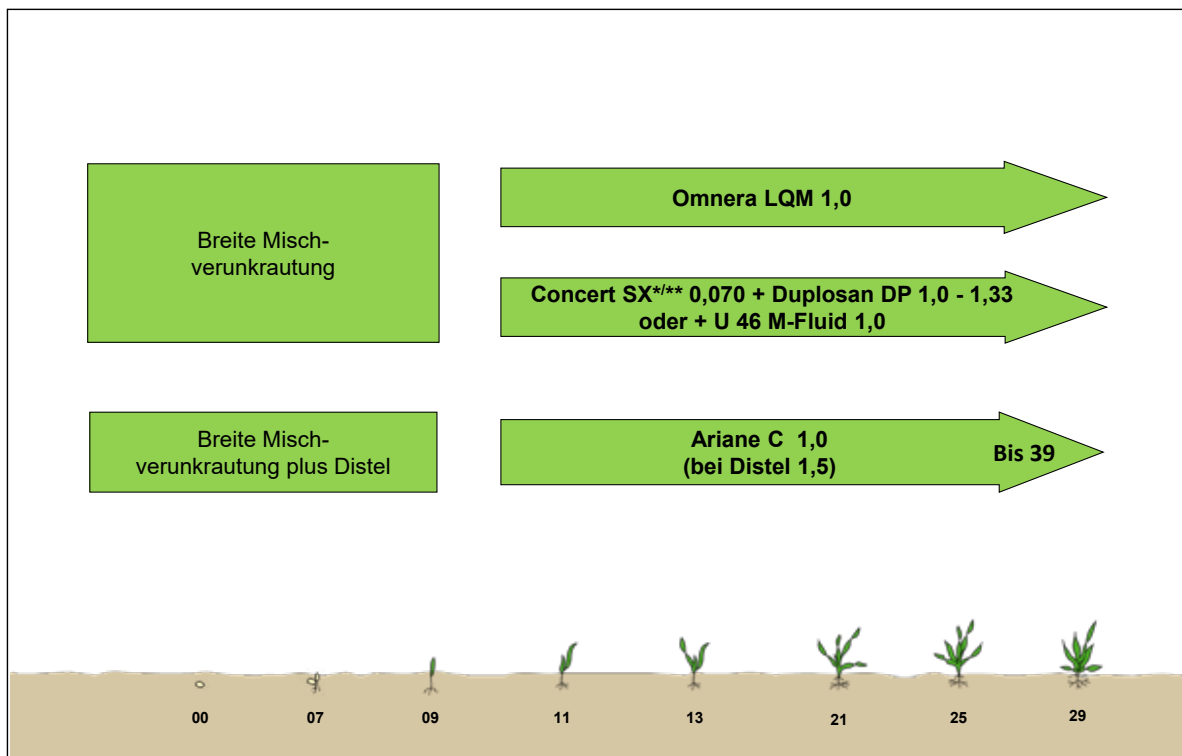 Breite Misch-
verunkrautung
Omnera LQM 1,0
Concert SX*/** 0,070 + Duplosan DP 1,0 - 1,33
oder + U 46 M-Fluid 1,0
Breite Misch-
verunkrautung plus Distel
Ariane C 1,0
(bei Distel 1,5)
Bis 39
00 07 09 11 13 21 25 29